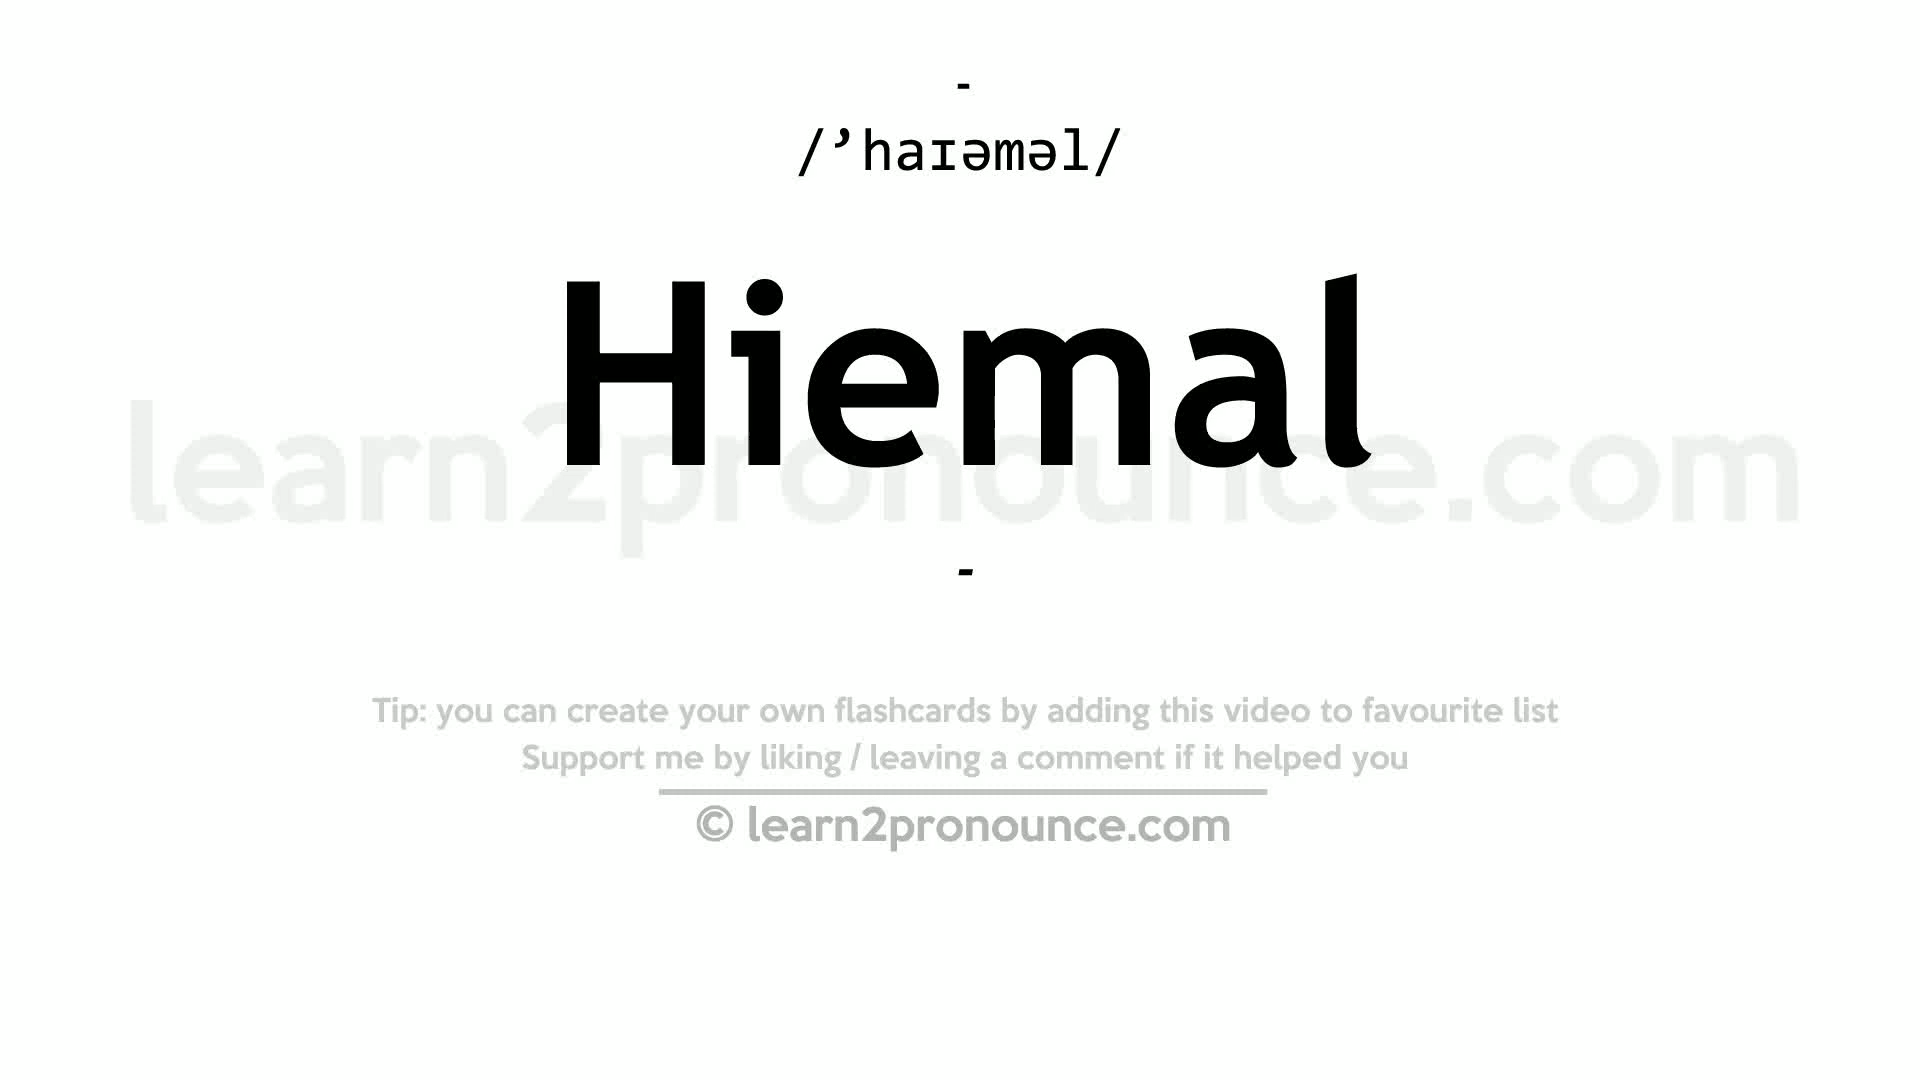 -
/’haɪəməl/
Hiemal
learn2pronounce.com
-
Tip: you can create your own flashcards by adding this video to favourite list
Support me by liking / leaving a comment if it helped you
© learn2pronounce.com